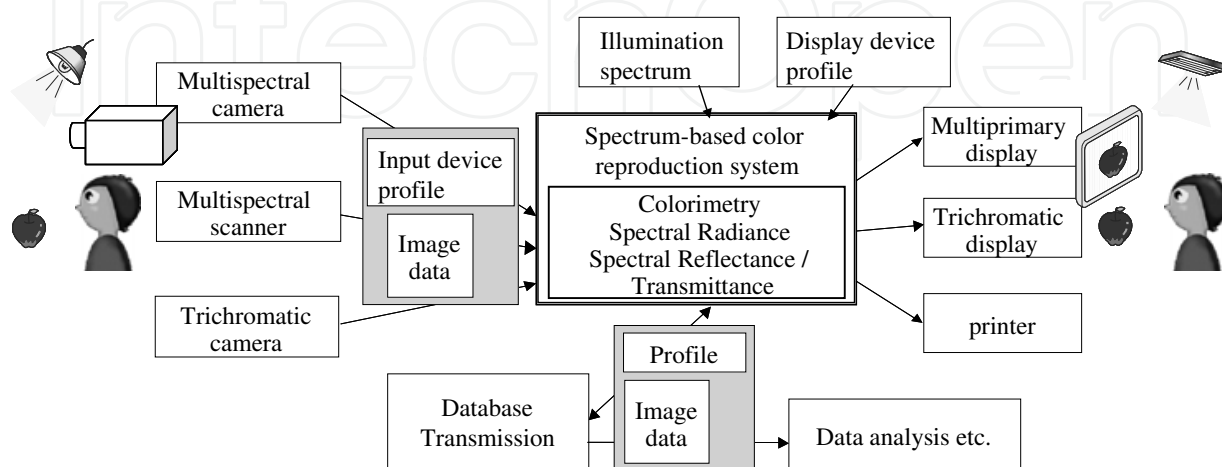 IntechOpen
Illumination
spectrum
Display device
profile
Multispectral
camera
Multispectral
scanner
Trichromatic
camera
Input device
profile
Image
data
Spectrum-based color
reproduction system
Colorimetry
Spectral Radiance
Spectral Reflectance /
Transmittance
Multiprimary
display
Trichromatic
display
printer
Profile
Image
data
Database
Transmission
Data analysis etc.